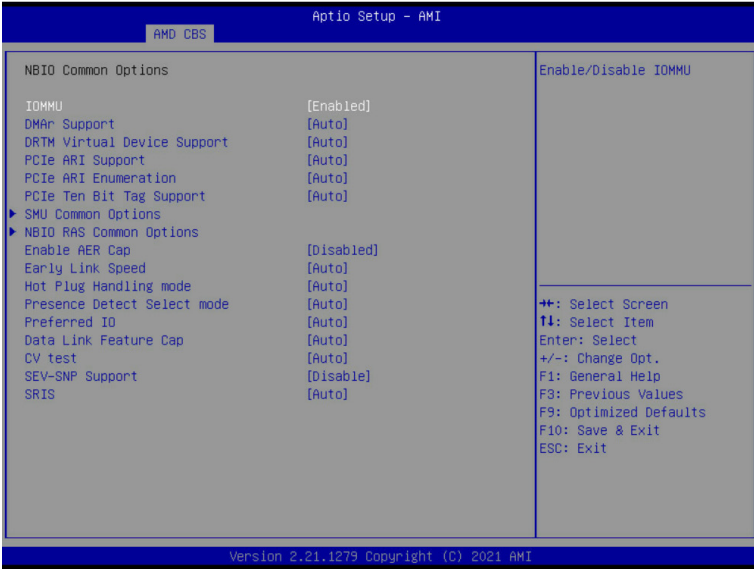 Aptio Setup – AMI
AMD CBS
NBIO Common Options
IOMMU [Enabled]
DMAr Support [Auto]
DRTM Virtual Device Support [Auto]
PCIe ARI Support [Auto]
PCIe ARI Enumeration [Auto]
PCIe Ten Bit Tag Support [Auto]
▶ SMU Common Options
▶ NBIO RAS Common Options
Enable AER Cap [Disabled]
Early Link Speed [Auto]
Hot Plug Handling mode [Auto]
Presence Detect Select mode [Auto]
Preferred IO [Auto]
Data Link Feature Cap [Auto]
CV test [Auto]
SEV-SNP Support [Disable]
SRIS [Auto]
Enable/Disable IOMMU
→←: Select Screen
↑↓: Select Item
Enter: Select
+/-: Change Opt.
F1: General Help
F3: Previous Values
F9: Optimized Defaults
F10: Save & Exit
ESC: Exit
Version 2.21.1279 Copyright (C) 2021 AMI